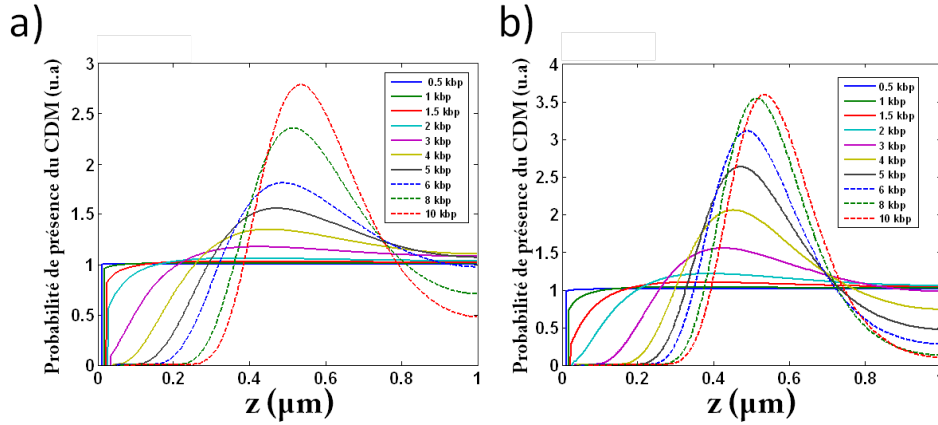 a)
Probabilité de présence du CDM (u.a)
3
2.5
2
1.5
1
0.5
0
0.5 kbp
1 kbp
1.5 kbp
2 kbp
3 kbp
4 kbp
5 kbp
6 kbp
8 kbp
10 kbp
0
0.2
0.4
0.6
0.8
1
z (µm)
b)
Probabilité de présence du CDM (u.a)
4
3.5
3
2.5
2
1.5
1
0.5
0
0.5 kbp
1 kbp
1.5 kbp
2 kbp
3 kbp
4 kbp
5 kbp
6 kbp
8 kbp
10 kbp
0
0.2
0.4
0.6
0.8
1
z (µm)